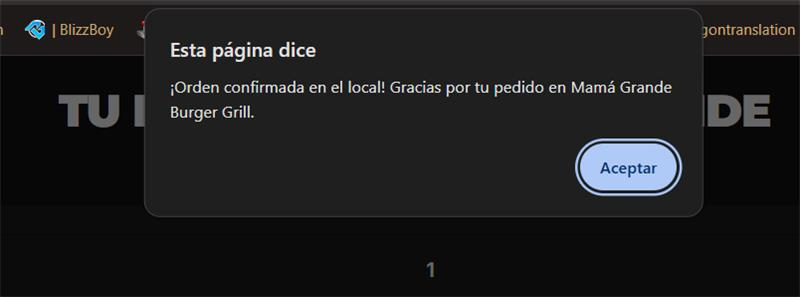 | BlizzBoy
gontranslation
Esta página dice
¡Orden confirmada en el local! Gracias por tu pedido en Mamá Grande
Burger Grill.
Aceptar
TU
1